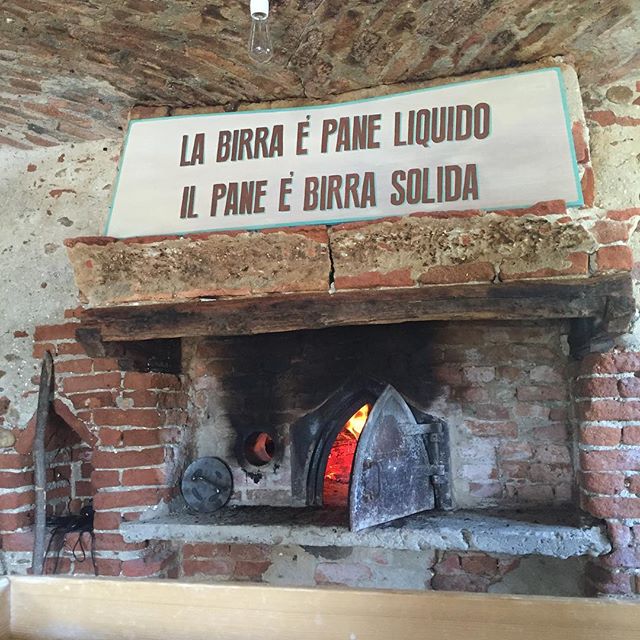 LA BIRRA É PANE LIQUIDO
IL PANE É BIRRA SOLIDA